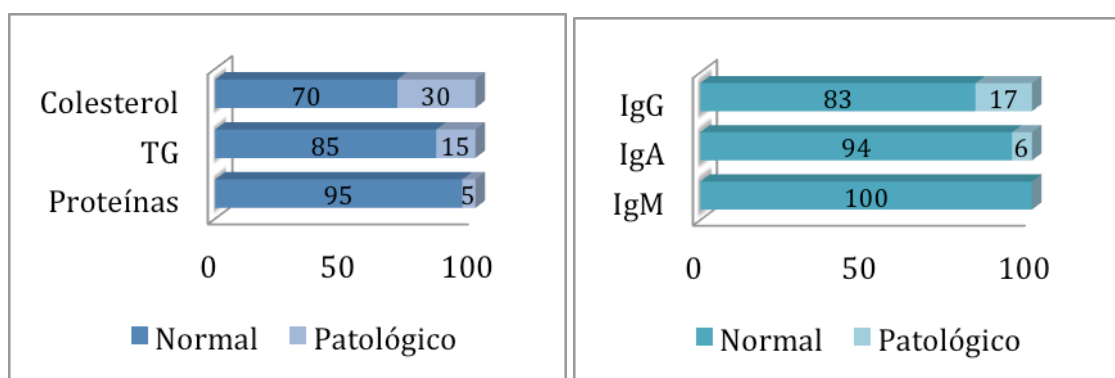 Colesterol 70 30
TG 85 15
Proteínas 95 5
0 50 100
Normal Patológico
IgG 83 17
IgA 94 6
IgM 100
0 50 100
Normal Patológico